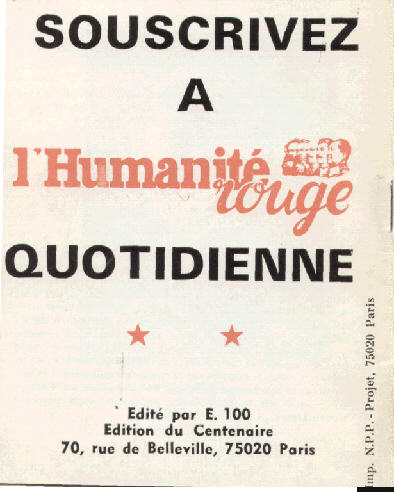 SOUSCRIVEZ
A
l'Humanité
rouge
QUOTIDIENNE
Edité par E. 100
Edition du Centenaire
70, rue de Belleville, 75020 Paris
Imp. N.P.P. - Projet, 75020 Paris